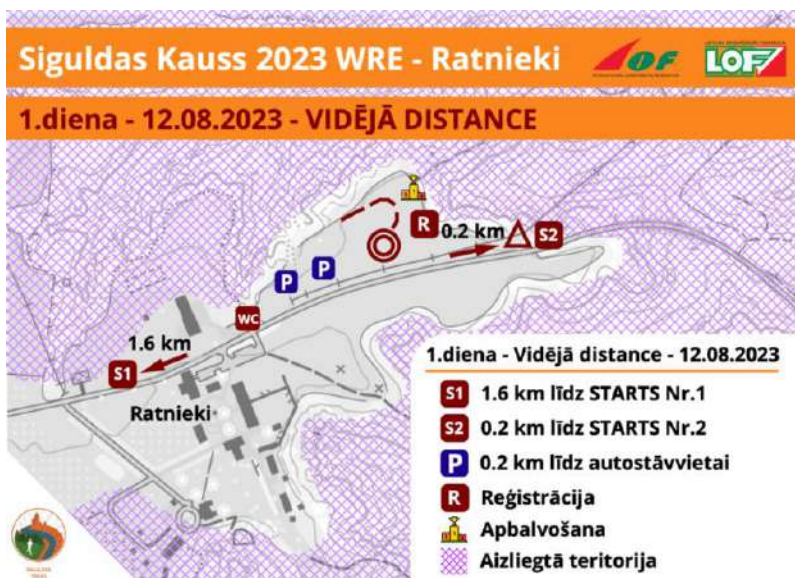 Siguldas Kauss 2023 WRE - Ratnieki
OF
LOF
1.diena - 12.08.2023 - VIDĒJĀ DISTANCE
R
0.2 km
S2
P
P
WC
1.6 km
S1
Ratnieki
1.diena - Vidējā distance - 12.08.2023
S1 1.6 km līdz STARTS Nr.1
S2 0.2 km līdz STARTS Nr.2
P 0.2 km līdz autostāvvietai
R Reģistrācija
Apbalvošana
Aizliegtā teritorija